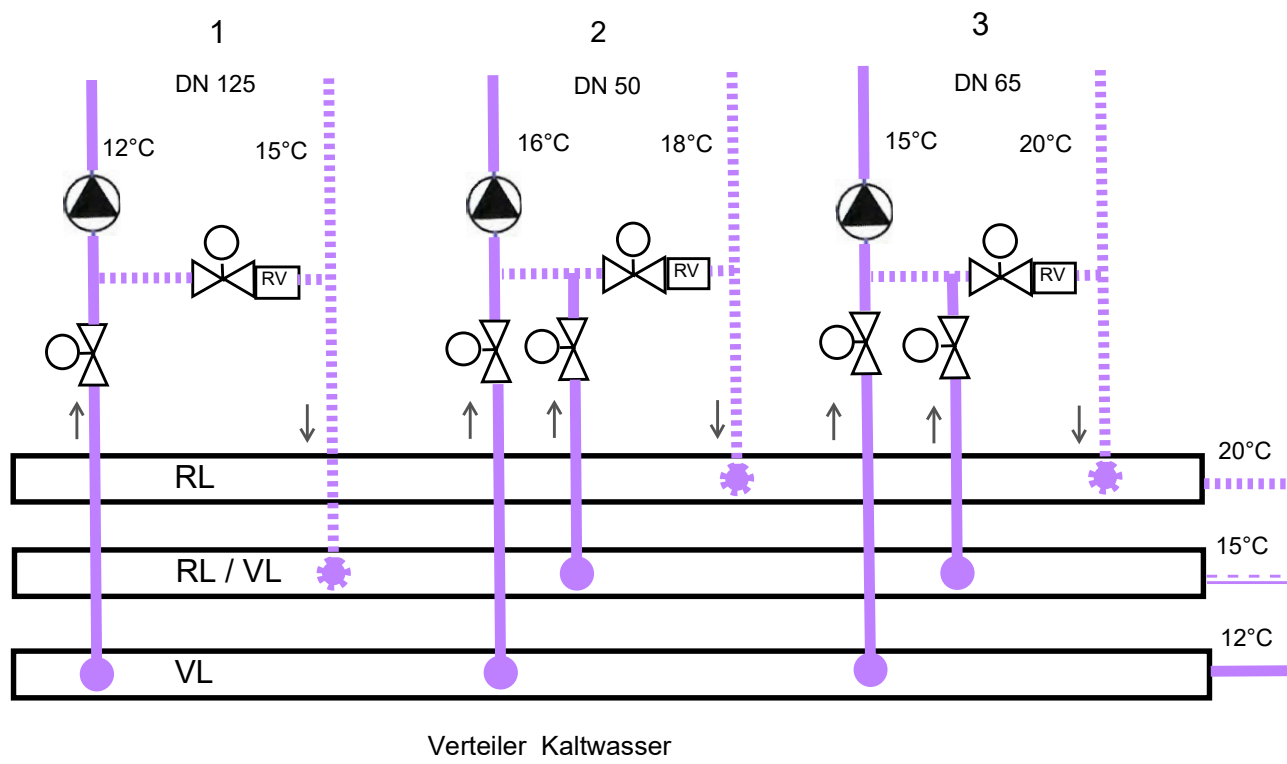 1
2
3
DN 125
DN 50
DN 65
12°C
15°C
16°C
18°C
15°C
20°C
RV
RV
RV
RL
20°C
RL / VL
15°C
VL
12°C
Verteiler Kaltwasser